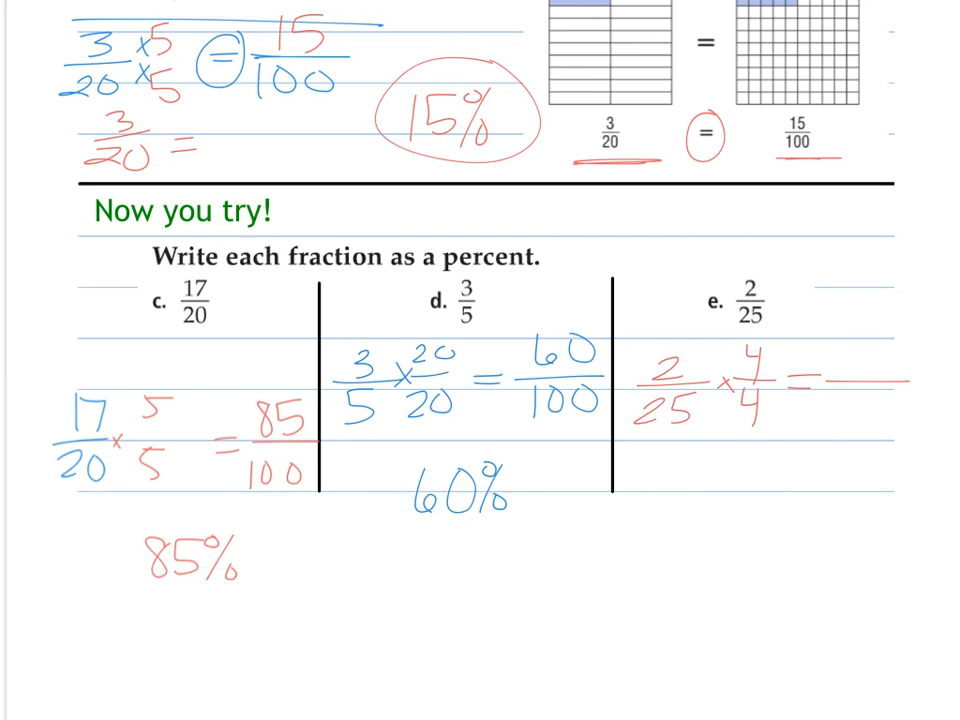 3/20 ×5/×5 = 15/100
15%
=
3/20 = 15/100
3/20 =
Now you try!
Write each fraction as a percent.
c. 17/20 d. 3/5 e. 2/25
17/20 × 5/5 = 85/100
3/5 × 20/20 = 60/100
2/25 × 4/4 =
60%
85%